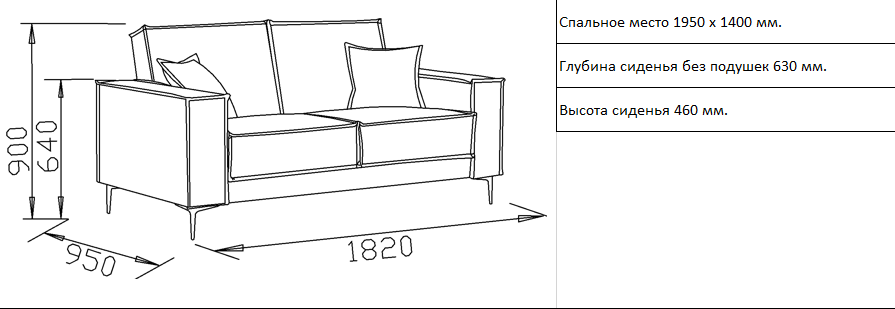 900
640
950
1820
Спальное место 1950 х 1400 мм.
Глубина сиденья без подушек 630 мм.
Высота сиденья 460 мм.